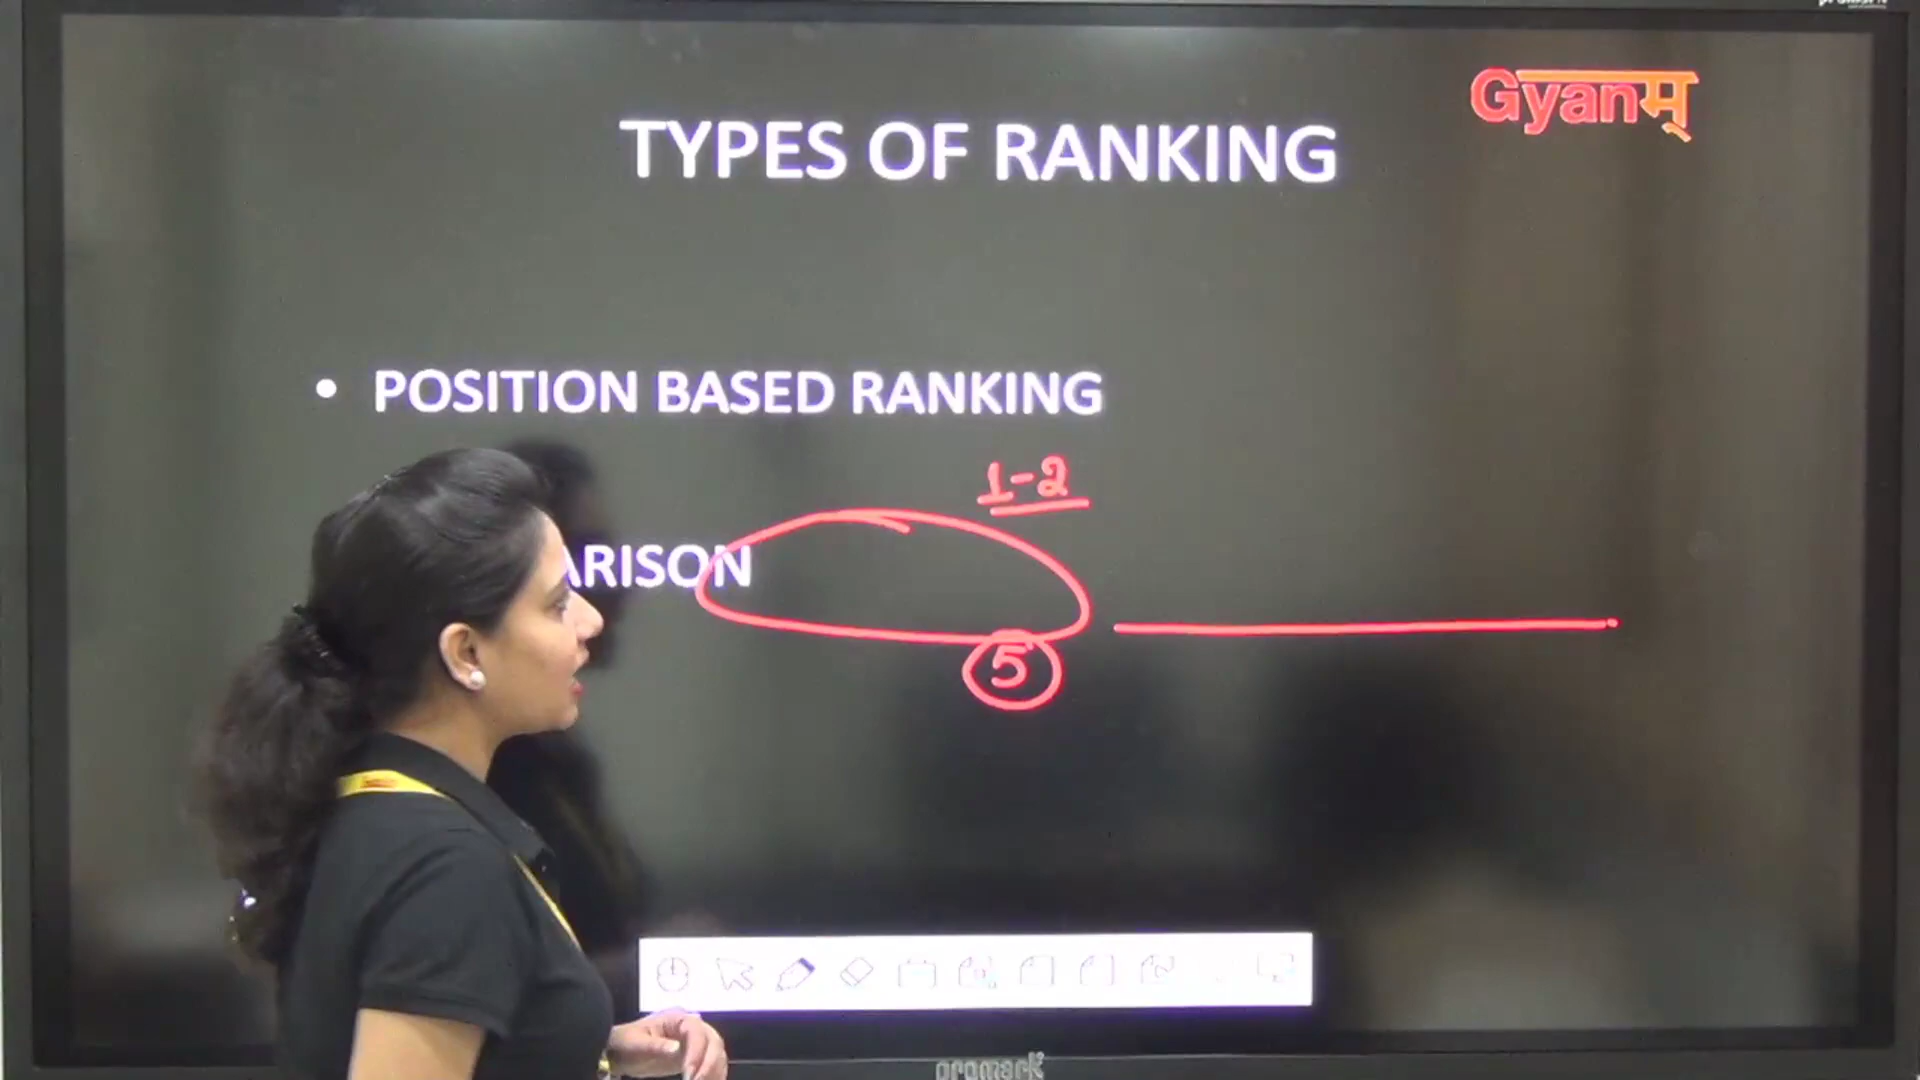 Gyanम्
TYPES OF RANKING
• POSITION BASED RANKING
1-2
ARISON
5
promark